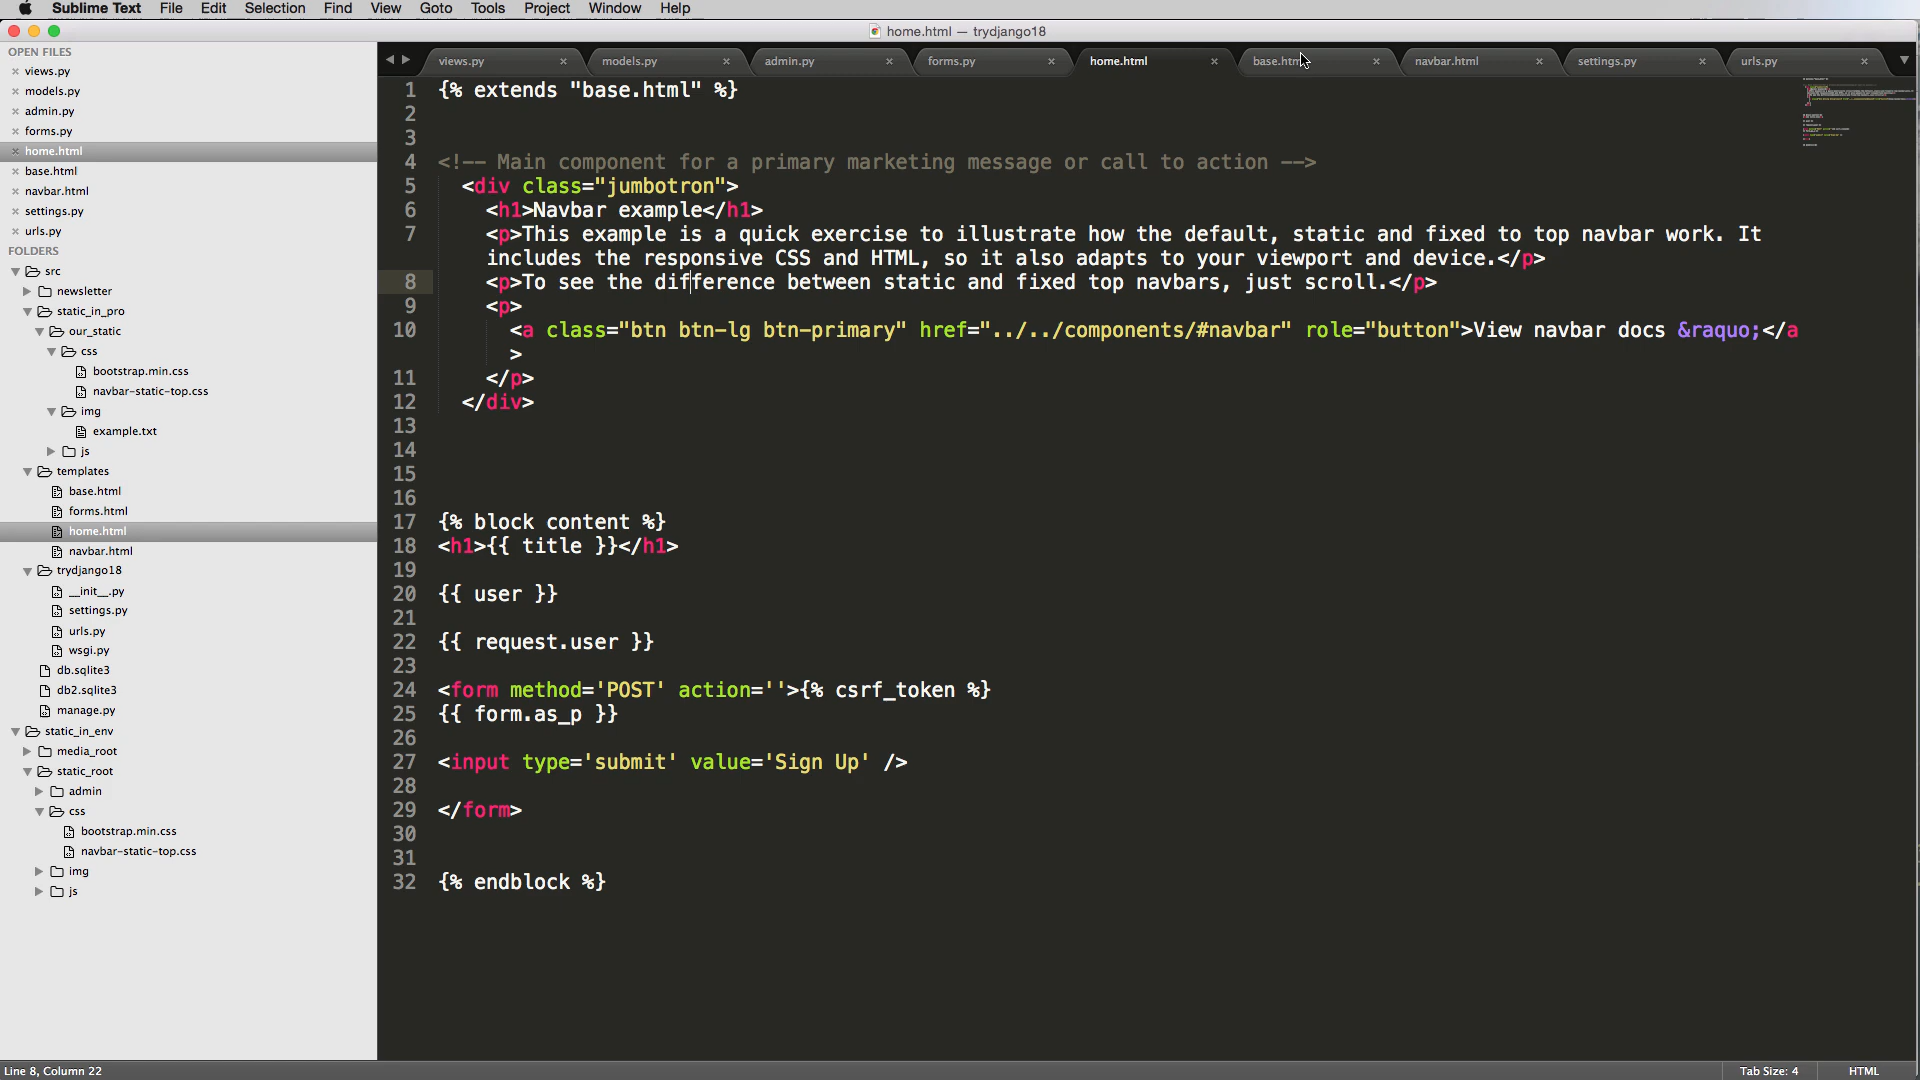 Sublime Text File Edit Selection Find View Goto Tools Project Window Help
home.html — trydjango18
OPEN FILES
views.py
models.py
admin.py
forms.py
home.html
base.html
navbar.html
settings.py
urls.py
FOLDERS
src
newsletter
static_in_pro
our_static
css
bootstrap.min.css
navbar-static-top.css
img
example.txt
js
templates
base.html
forms.html
home.html
navbar.html
trydjango18
__init__.py
settings.py
urls.py
wsgi.py
db.sqlite3
db2.sqlite3
manage.py
static_in_env
media_root
static_root
admin
css
bootstrap.min.css
navbar-static-top.css
img
js
views.py models.py admin.py forms.py home.html base.html navbar.html settings.py urls.py
1 {% extends "base.html" %}
2
3
4 <!-- Main component for a primary marketing message or call to action -->
5 <div class="jumbotron">
6 <h1>Navbar example</h1>
7 <p>This example is a quick exercise to illustrate how the default, static and fixed to top navbar work. It
includes the responsive CSS and HTML, so it also adapts to your viewport and device.</p>
8 <p>To see the difference between static and fixed top navbars, just scroll.</p>
9 <p>
10 <a class="btn btn-lg btn-primary" href="../../components/#navbar" role="button">View navbar docs &raquo;</a
>
11 </p>
12 </div>
13
14
15
16
17 {% block content %}
18 <h1>{{ title }}</h1>
19
20 {{ user }}
21
22 {{ request.user }}
23
24 <form method='POST' action=''>{% csrf_token %}
25 {{ form.as_p }}
26
27 <input type='submit' value='Sign Up' />
28
29 </form>
30
31
32 {% endblock %}
Line 8, Column 22
Tab Size: 4 HTML